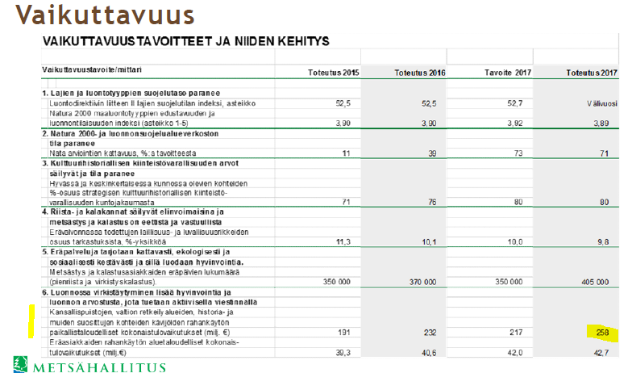 Vaikuttavuus
VAIKUTTAVUUSTAVOITTEET JA NIIDEN KEHITYS
Vaikuttavuustavoite/mittari Toteutus 2015 Toteutus 2016 Tavoite 2017 Toteutus 2017
1. Lajien ja luontotyyppien suojelutaso paranee
Luontodirektiivin liitteen II lajien suojelutilan indeksi, asteikko 52,5 52,5 52,7 Välivuosi
Natura 2000 maaluontotyyppien edustavuuden ja
luonnontilaisuuden indeksi (asteikko 1-5) 3,90 3,90 3,92 3,89
2. Natura 2000- ja luonnonsuojelualueverkoston
tila paranee
Nata arviointien kattavuus, %:a tavoitteesta 11 39 73 71
3. Kulttuurihistoriallisen kiinteistövarallisuuden arvot
säilyvät ja tila paranee
Hyvässä ja keskinkertaisessa kunnossa olevien kohteiden
%-osuus strategisen kulttuurihistoriallisen kiinteistö-
varallisuuden kuntojakaumasta 71 76 80 80
4. Riista- ja kalakannat säilyvät elinvoimaisina ja
metsästys ja kalastus on eettistä ja vastuullista
Erävalvonnassa todettujen laillisuus- ja luvallisuusrikkeiden
osuus tarkastuksista, %-yksikköä 11,3 10,1 10,0 9,8
5. Eräpalveluja tarjotaan kattavasti, ekologisesti ja
sosiaalisesti kestävästi ja sillä luodaan hyvinvointia.
Metsästys ja kalastusasiakkaiden eräpäivien lukumäärä
(pienriista ja virkistyskalastus). 350 000 370 000 350 000 405 000
6. Luonnossa virkistäytyminen lisää hyvinvointia ja
luonnon arvostusta, jota tuetaan aktiivisella viestinnällä
Kansallispuistojen, valtion retkeilyalueiden, historia- ja
muiden suosittujen kohteiden kävijöiden rahankäytön
paikallistaloudelliset kokonaistulovaikutukset (milj. €) 191 232 217 258
Eräasiakkaiden rahankäytön aluetaloudelliset kokonais-
tulovaikutukset (milj.€) 39,3 40,6 42,0 42,7
METSÄHALLITUS